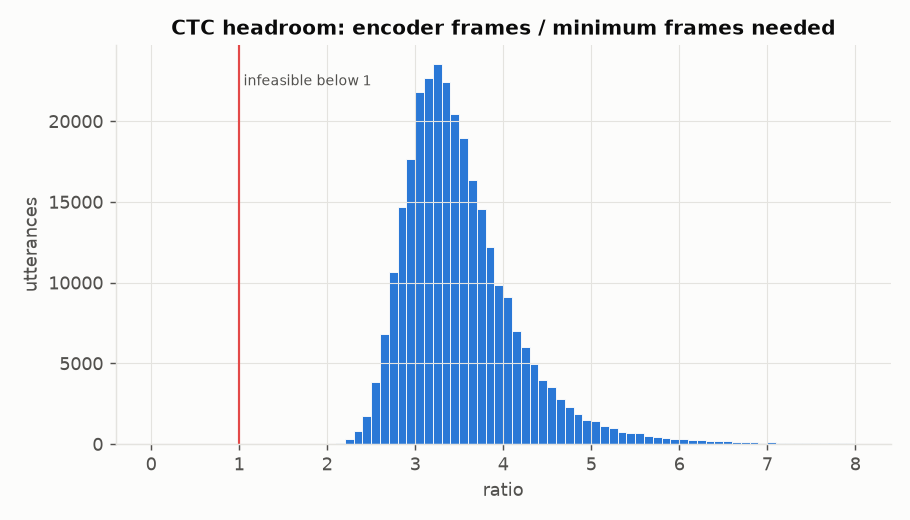 CTC headroom: encoder frames / minimum frames needed
infeasible below 1
utterances
20000
15000
10000
5000
0
0 1 2 3 4 5 6 7 8
ratio